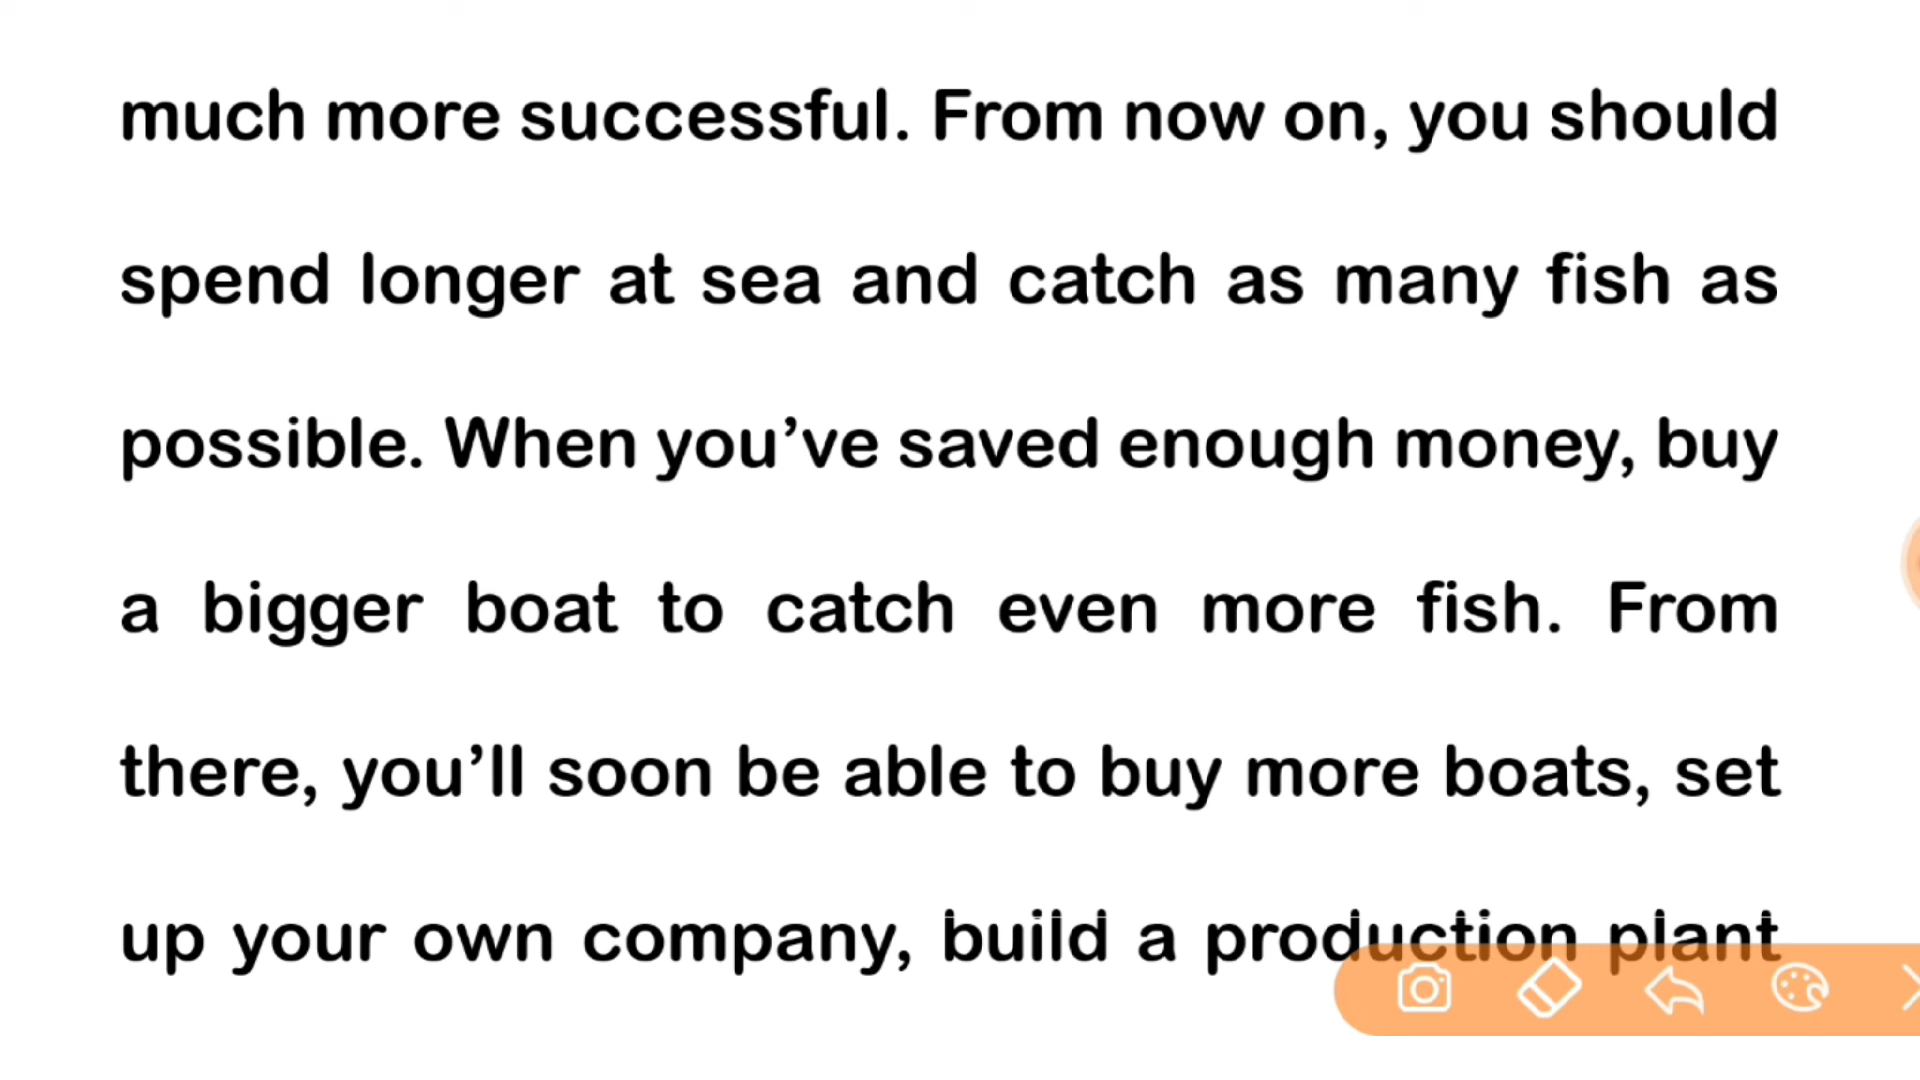 much more successful. From now on, you should
spend longer at sea and catch as many fish as
possible. When you’ve saved enough money, buy
a bigger boat to catch even more fish. From
there, you’ll soon be able to buy more boats, set
up your own company, build a production plant